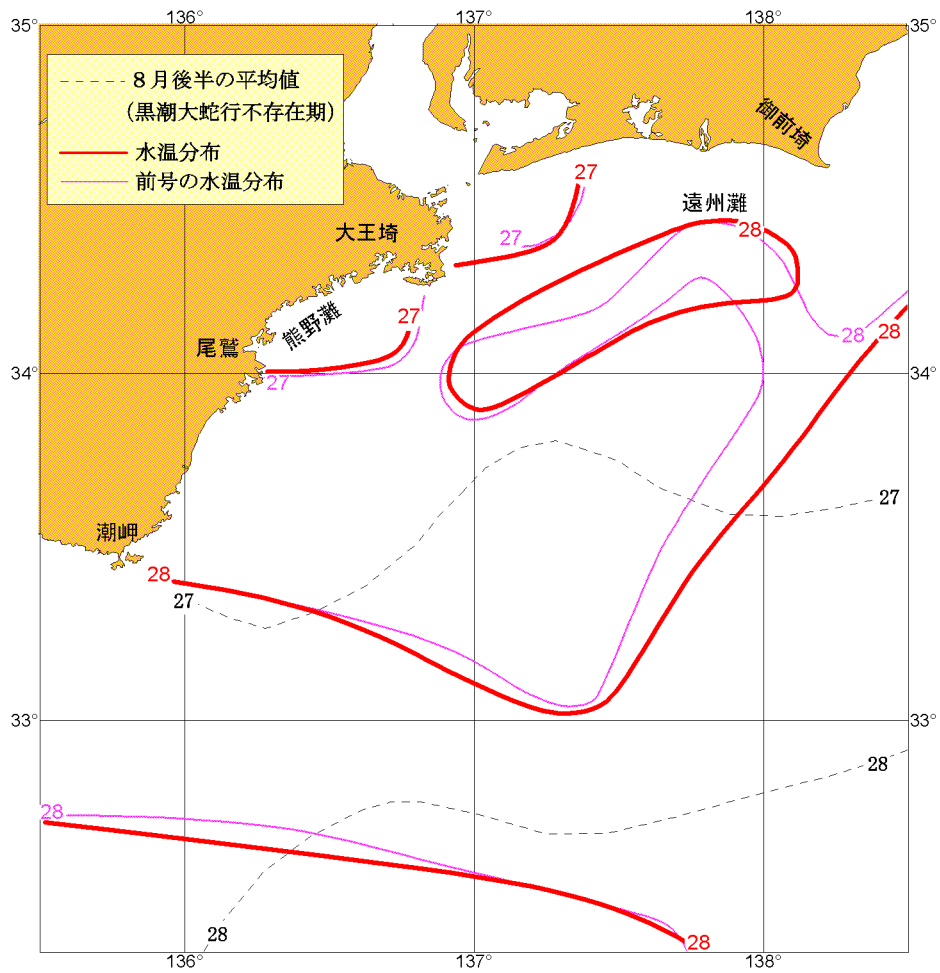 136°
137°
138°
35°
35°
8月後半の平均値
(黒潮大蛇行不存在期)
水温分布
前号の水温分布
御前埼
27
遠州灘
大王埼
27
28
27
熊野灘
28
28
尾鷲
34°
27
34°
27
潮岬
28
27
33°
33°
28
28
28
28
136°
137°
138°